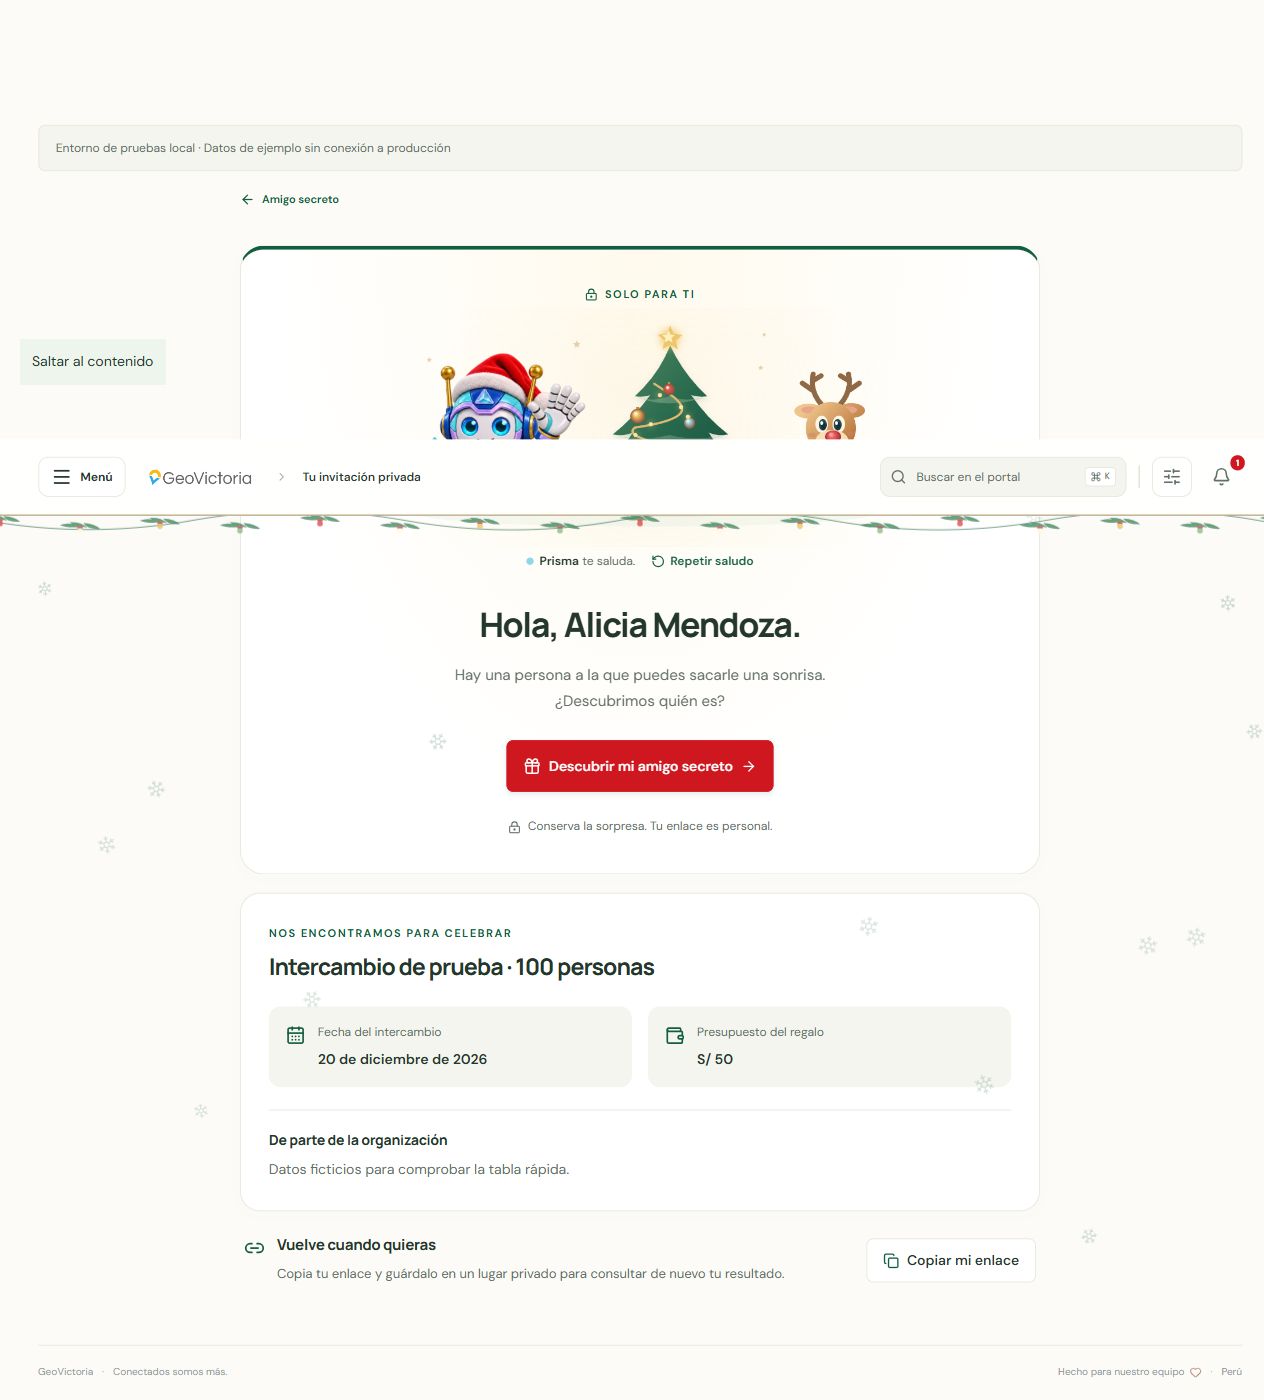 Entorno de pruebas local · Datos de ejemplo sin conexión a producción
Amigo secreto
SOLO PARA TI
Saltar al contenido
Menú
GeoVictoria
Tu invitación privada
Buscar en el portal
⌘ K
1
Prisma te saluda.
Repetir saludo
Hola, Alicia Mendoza.
Hay una persona a la que puedes sacarle una sonrisa.
¿Descubrimos quién es?
Descubrir mi amigo secreto
Conserva la sorpresa. Tu enlace es personal.
NOS ENCONTRAMOS PARA CELEBRAR
Intercambio de prueba · 100 personas
Fecha del intercambio
20 de diciembre de 2026
Presupuesto del regalo
S/ 50
De parte de la organización
Datos ficticios para comprobar la tabla rápida.
Vuelve cuando quieras
Copia tu enlace y guárdalo en un lugar privado para consultar de nuevo tu resultado.
Copiar mi enlace
GeoVictoria · Conectados somos más.
Hecho para nuestro equipo · Perú